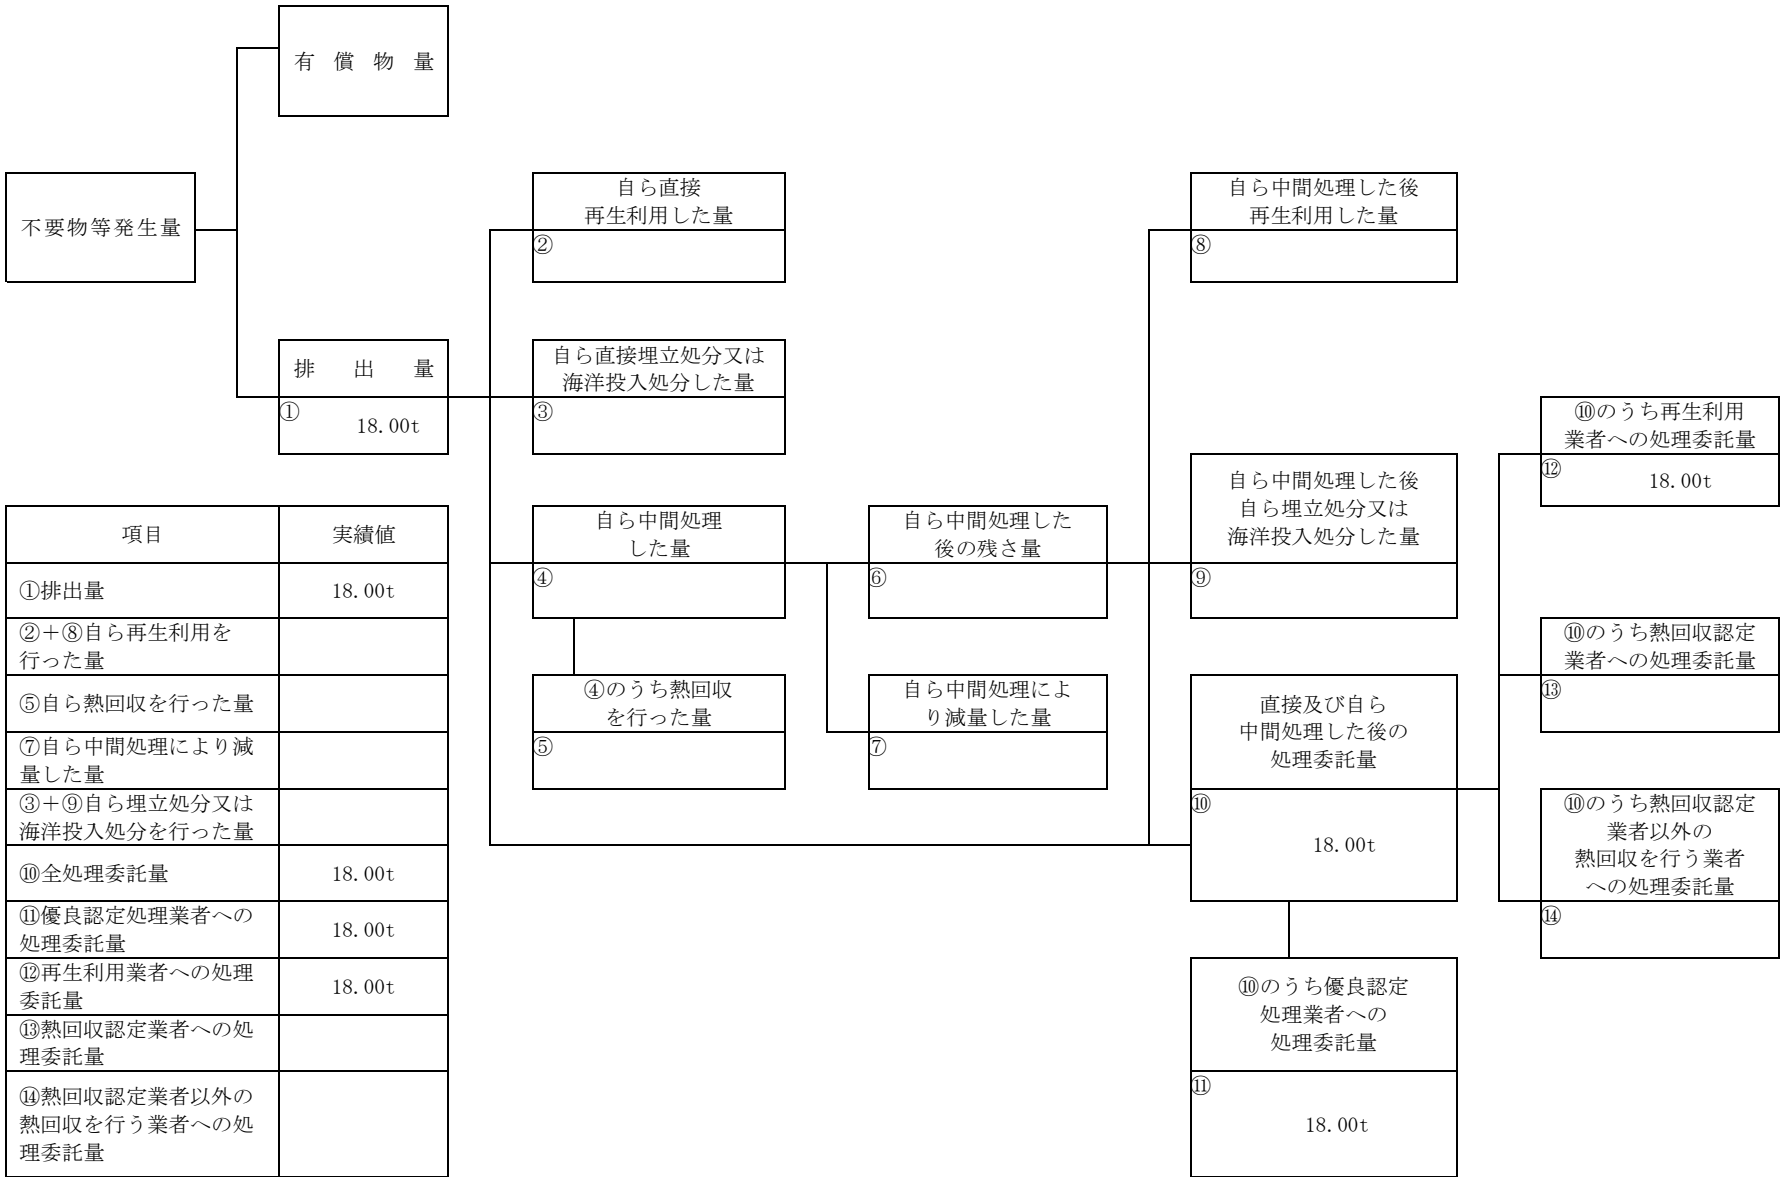 有償物量
不要物等発生量
排出量
①
18.00t
自ら直接
再生利用した量
②
自ら直接埋立処分又は
海洋投入処分した量
③
自ら中間処理
した量
④
④のうち熱回収
を行った量
⑤
自ら中間処理した
後の残さ量
⑥
自ら中間処理によ
り減量した量
⑦
自ら中間処理した後
再生利用した量
⑧
自ら中間処理した後
自ら埋立処分又は
海洋投入処分した量
⑨
直接及び自ら
中間処理した後の
処理委託量
⑩
18.00t
⑩のうち優良認定
処理業者への
処理委託量
⑪
18.00t
⑩のうち再生利用
業者への処理委託量
⑫
18.00t
⑩のうち熱回収認定
業者への処理委託量
⑬
⑩のうち熱回収認定
業者以外の
熱回収を行う業者
への処理委託量
⑭
項目 実績値
①排出量 18.00t
②+⑧自ら再生利用を
行った量
⑤自ら熱回収を行った量
⑦自ら中間処理により減
量した量
③+⑨自ら埋立処分又は
海洋投入処分を行った量
⑩全処理委託量 18.00t
⑪優良認定処理業者への
処理委託量 18.00t
⑫再生利用業者への処理
委託量 18.00t
⑬熱回収認定業者への処
理委託量
⑭熱回収認定業者以外の
熱回収を行う業者への処
理委託量